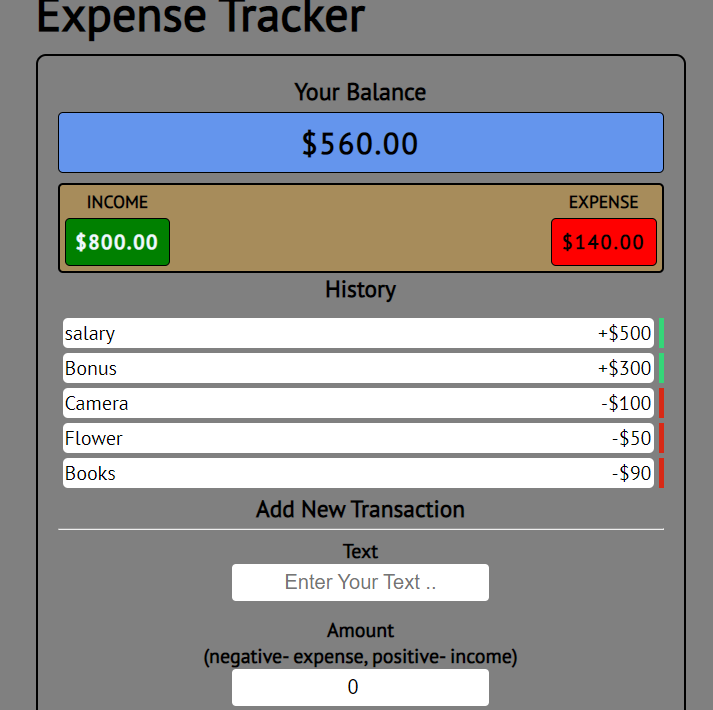 Expense Tracker
Your Balance
$560.00
INCOME EXPENSE
$800.00 $140.00
History
salary +$500
Bonus +$300
Camera -$100
Flower -$50
Books -$90
Add New Transaction
Text
Enter Your Text ..
Amount
(negative- expense, positive- income)
0